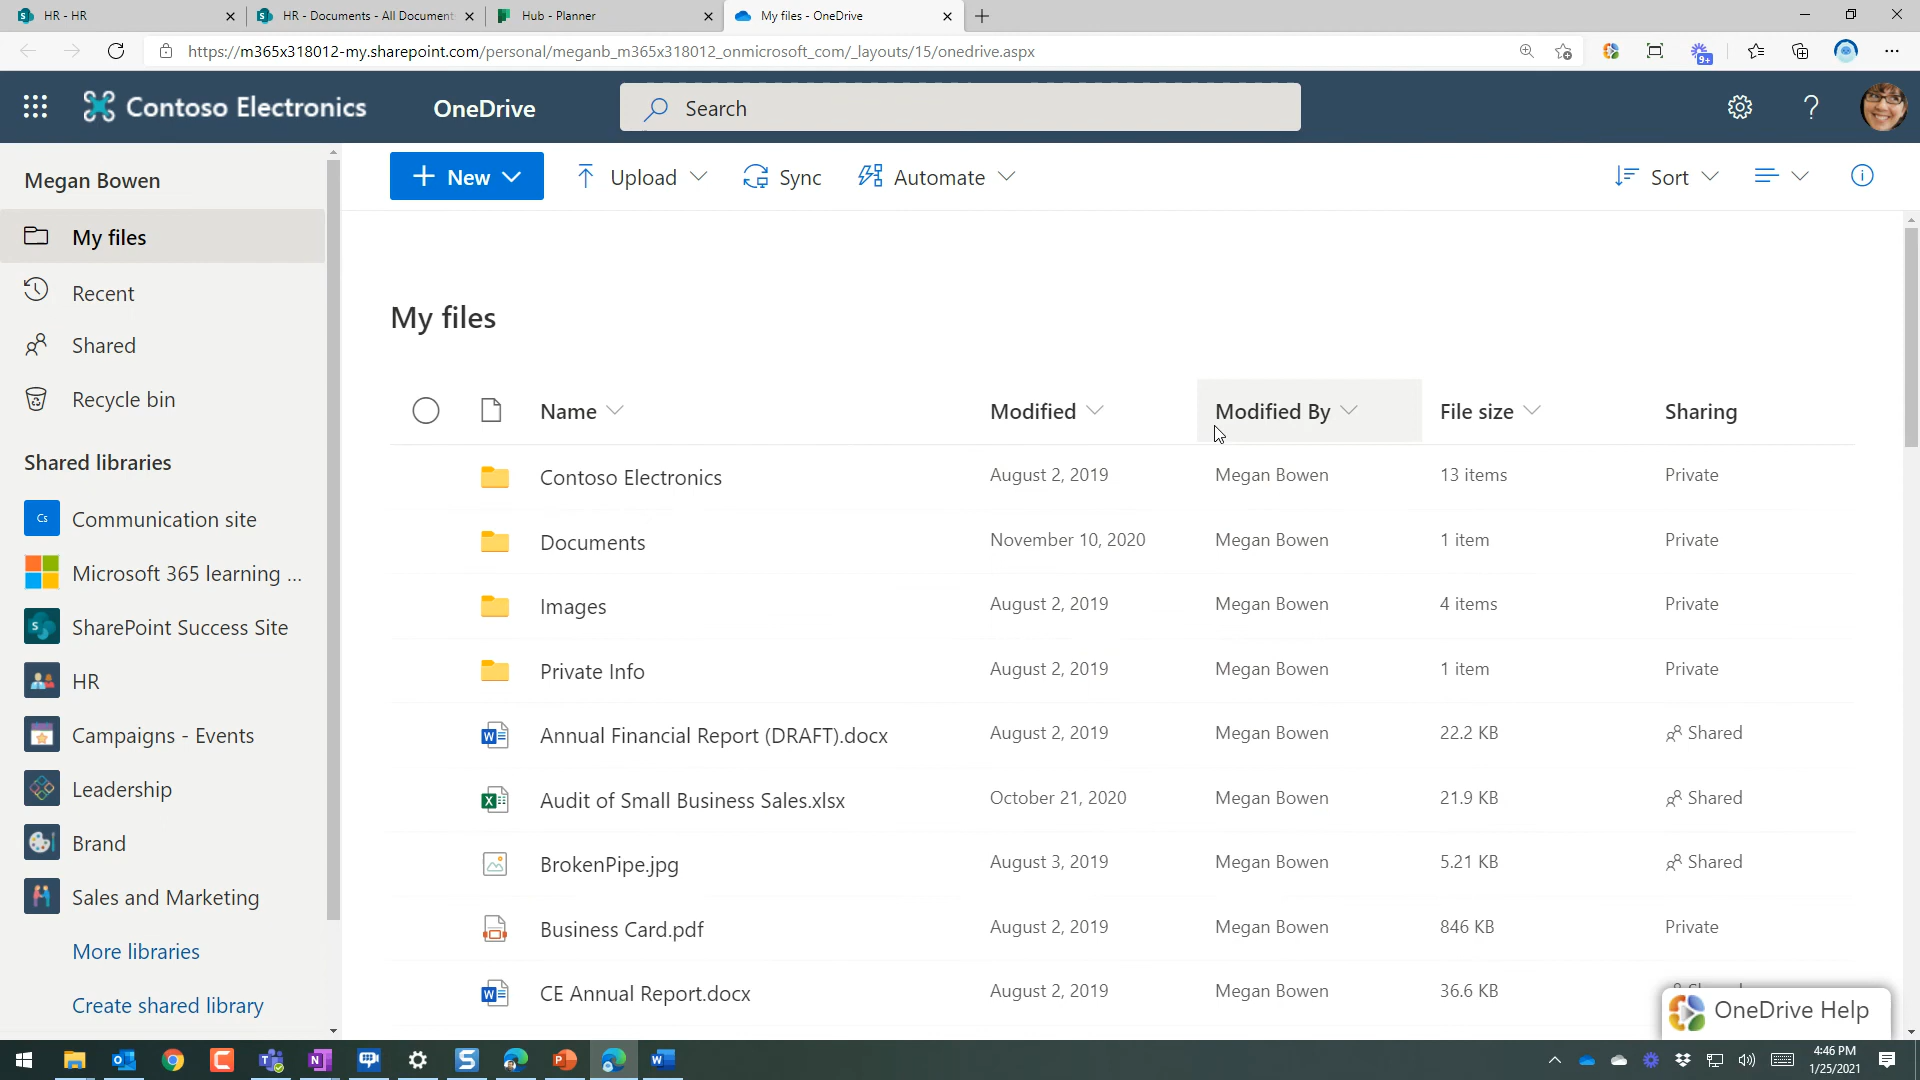 HR - HR
HR - Documents - All Document
Hub - Planner
My files - OneDrive
https://m365x318012-my.sharepoint.com/personal/meganb_m365x318012_onmicrosoft_com/_layouts/15/onedrive.aspx
9+
Contoso Electronics
OneDrive
Search
?
Megan Bowen
My files
Recent
Shared
Recycle bin
Shared libraries
Cs Communication site
Microsoft 365 learning ...
S SharePoint Success Site
HR
Campaigns - Events
Leadership
Brand
Sales and Marketing
More libraries
Create shared library
+ New
Upload
Sync
Automate
Sort
My files
Name Modified Modified By File size Sharing
Contoso Electronics August 2, 2019 Megan Bowen 13 items Private
Documents November 10, 2020 Megan Bowen 1 item Private
Images August 2, 2019 Megan Bowen 4 items Private
Private Info August 2, 2019 Megan Bowen 1 item Private
Annual Financial Report (DRAFT).docx August 2, 2019 Megan Bowen 22.2 KB Shared
Audit of Small Business Sales.xlsx October 21, 2020 Megan Bowen 21.9 KB Shared
BrokenPipe.jpg August 3, 2019 Megan Bowen 5.21 KB Shared
Business Card.pdf August 2, 2019 Megan Bowen 846 KB Private
CE Annual Report.docx August 2, 2019 Megan Bowen 36.6 KB
OneDrive Help
4:46 PM
1/25/2021